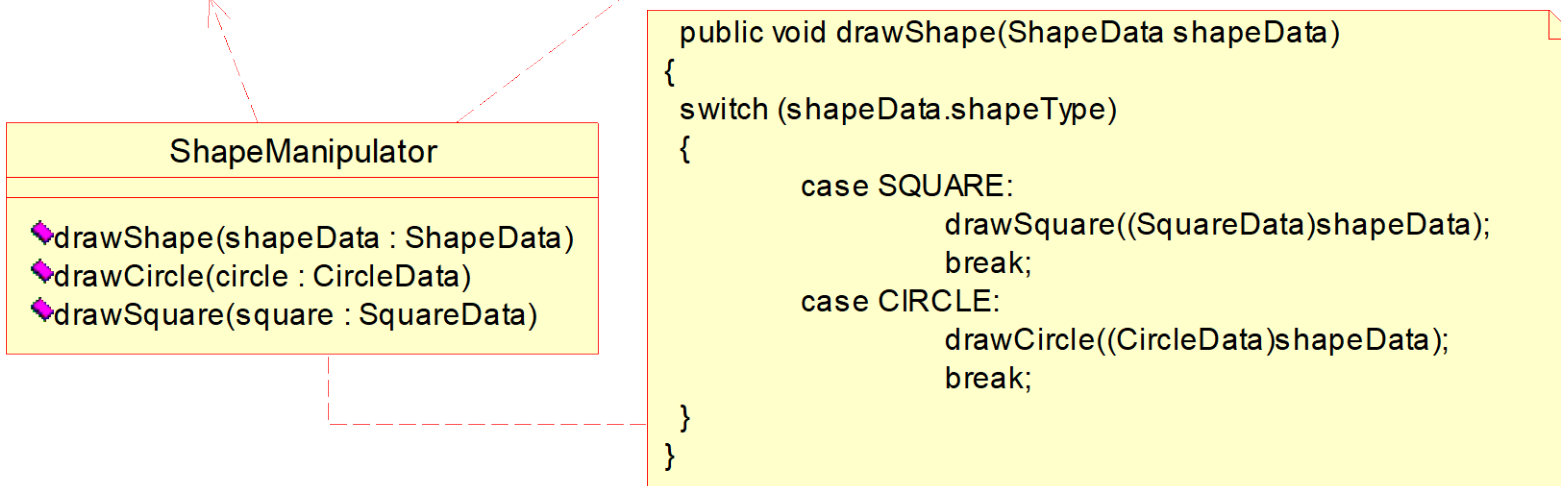 ShapeManipulator
drawShape(shapeData : ShapeData)
drawCircle(circle : CircleData)
drawSquare(square : SquareData)
public void drawShape(ShapeData shapeData)
{
switch (shapeData.shapeType)
{
case SQUARE:
drawSquare((SquareData)shapeData);
break;
case CIRCLE:
drawCircle((CircleData)shapeData);
break;
}
}